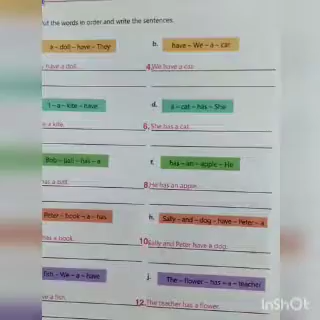 ut the words in order and write the sentences.
a – doll – have – They
b. have – We – a – car
have a doll.
4. We have a car.
I – a – kite – have
d. a – cat – has – She
e a kite.
6. She has a cat.
Bob – ball – has – a
f. has – an – apple – He
has a ball.
8. He has an apple.
Peter – book – a – has
h. Sally – and – dog – have – Peter – a
has a book.
10. Sally and Peter have a dog.
fish – We – a – have
j. The – flower – has – a – teacher
ve a fish.
12. The teacher has a flower.
InShOt